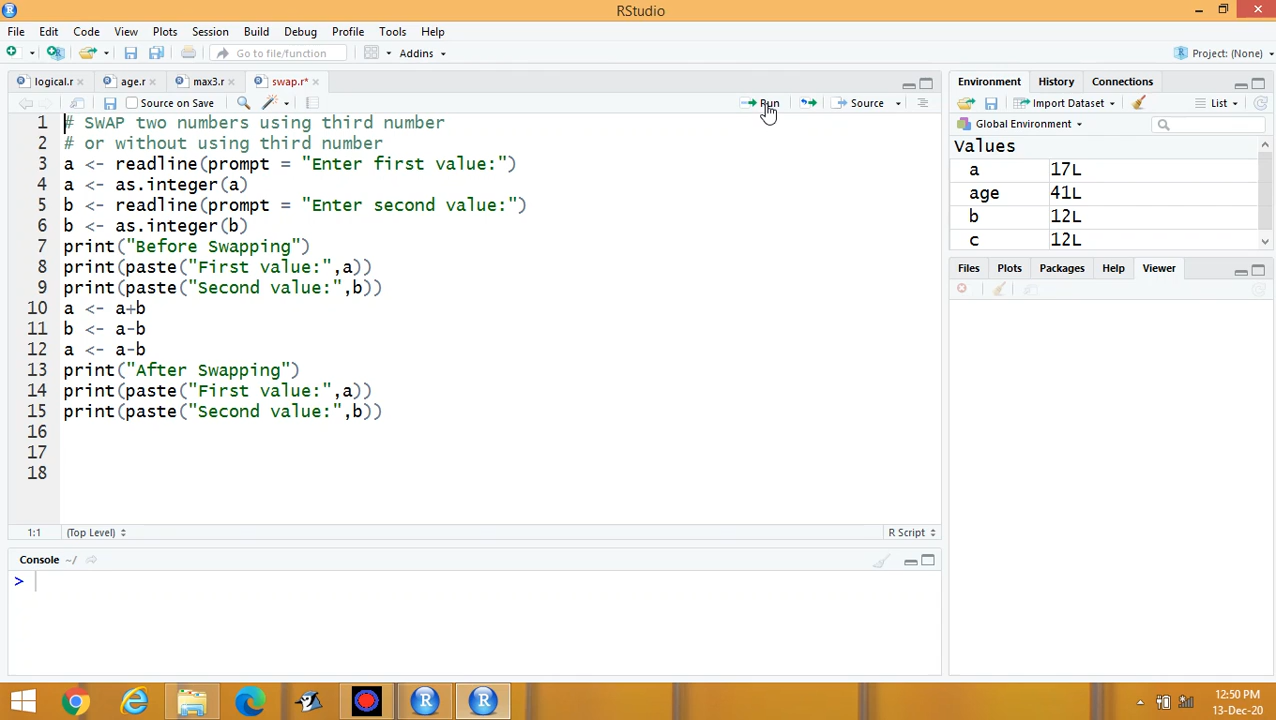 RStudio
File Edit Code View Plots Session Build Debug Profile Tools Help
Go to file/function Addins Project: (None)
logical.r age.r max3.r swap.r*
Source on Save Run Source
1 # SWAP two numbers using third number
2 # or without using third number
3 a <- readline(prompt = "Enter first value:")
4 a <- as.integer(a)
5 b <- readline(prompt = "Enter second value:")
6 b <- as.integer(b)
7 print("Before Swapping")
8 print(paste("First value:",a))
9 print(paste("Second value:",b))
10 a <- a+b
11 b <- a-b
12 a <- a-b
13 print("After Swapping")
14 print(paste("First value:",a))
15 print(paste("Second value:",b))
16
17
18
1:1 (Top Level) R Script
Console ~/
>
Environment History Connections
Import Dataset List
Global Environment
Values
a 17L
age 41L
b 12L
c 12L
Files Plots Packages Help Viewer
12:50 PM
13-Dec-20